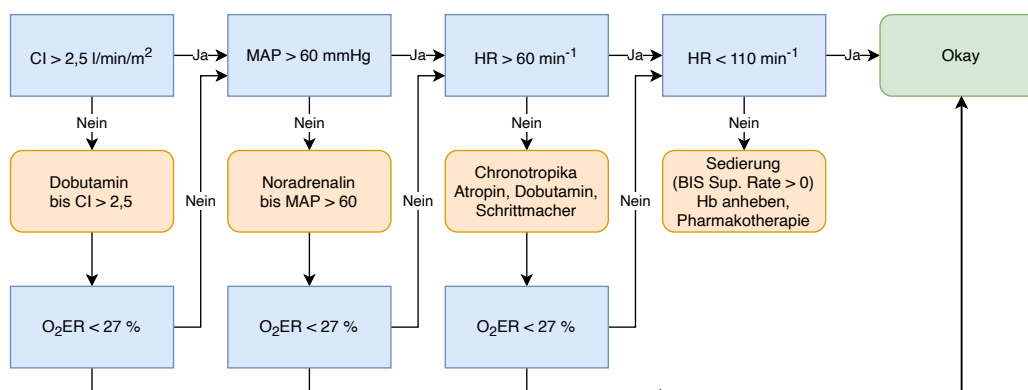 CI > 2,5 l/min/m²
Ja
MAP > 60 mmHg
Ja
HR > 60 min⁻¹
Ja
HR < 110 min⁻¹
Ja
Okay
Nein
Nein
Nein
Nein
Dobutamin
bis CI > 2,5
Nein
Noradrenalin
bis MAP > 60
Nein
Chronotropika
Atropin, Dobutamin,
Schrittmacher
Nein
Sedierung
(BIS Sup. Rate > 0)
Hb anheben,
Pharmakotherapie
O₂ER < 27 %
O₂ER < 27 %
O₂ER < 27 %